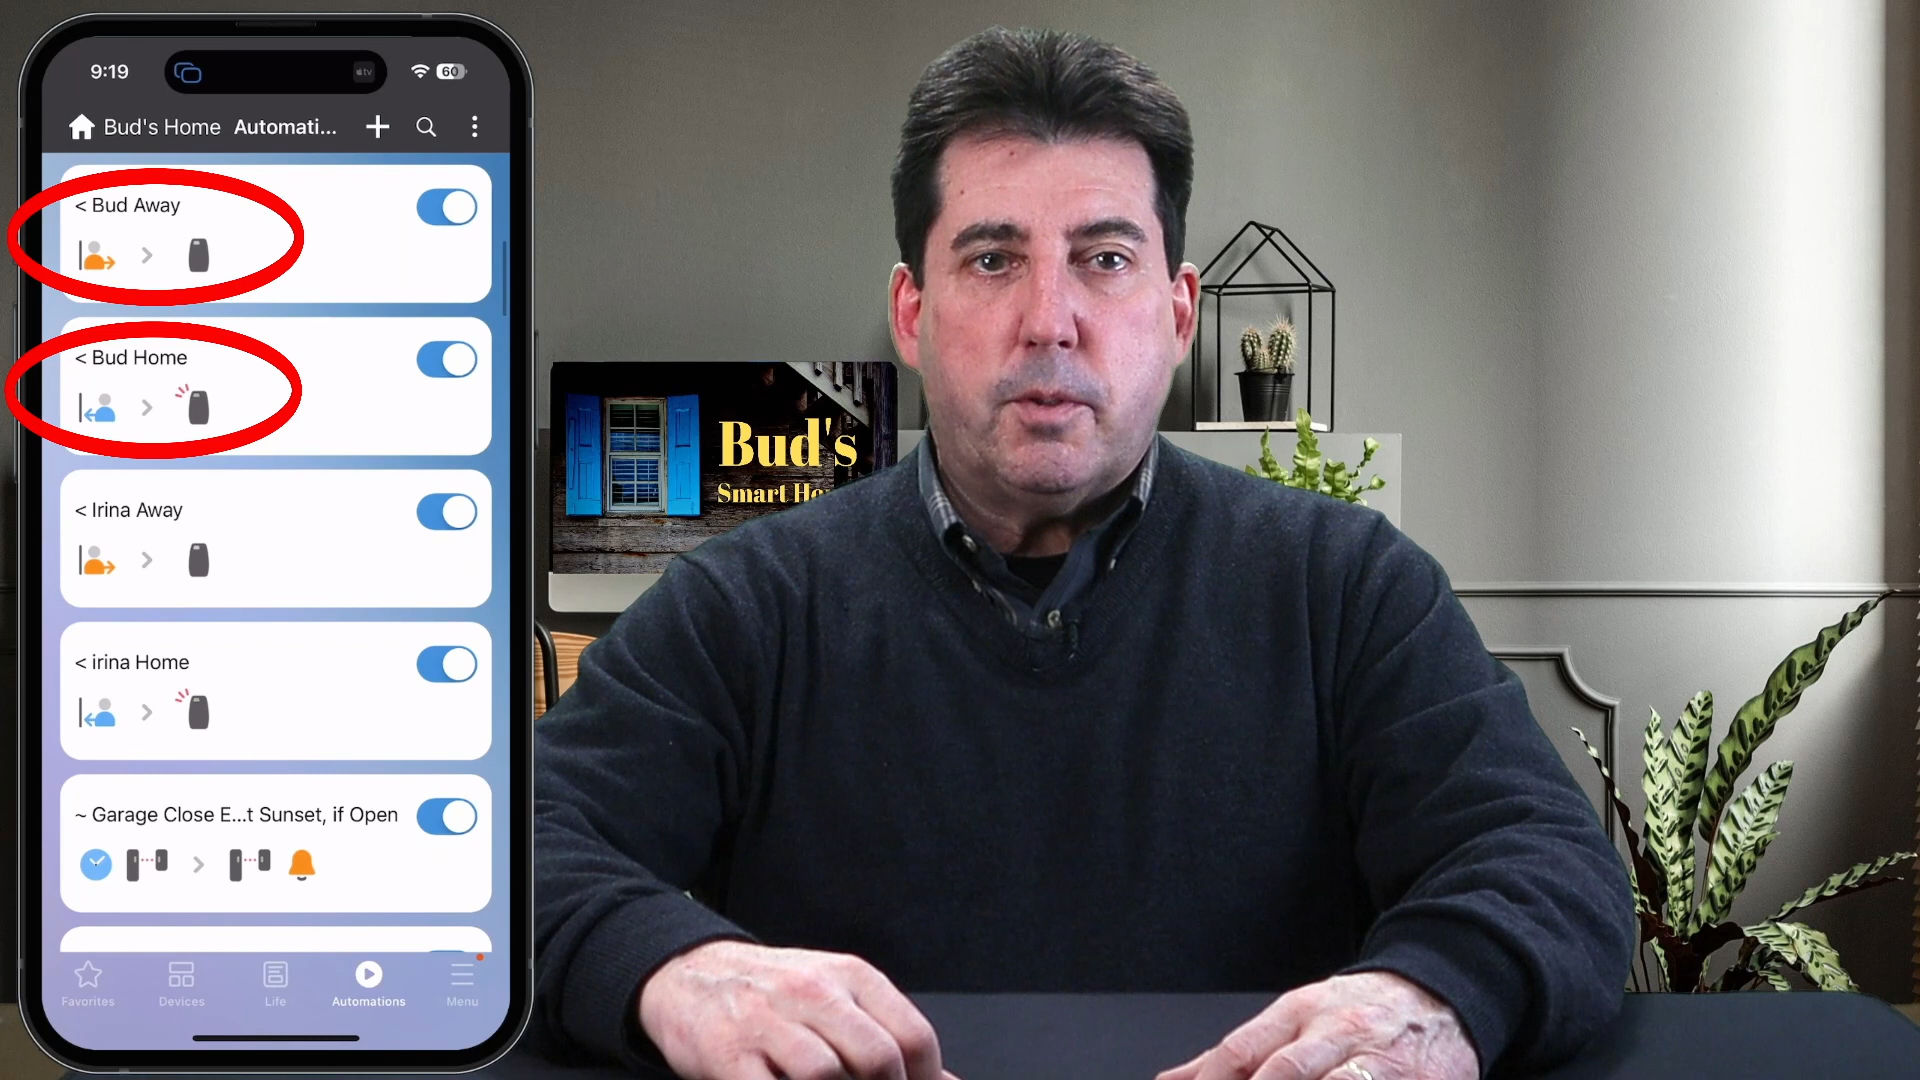 9:19
tv
60
Bud's Home Automati...
< Bud Away
< Bud Home
< Irina Away
< irina Home
~ Garage Close E...t Sunset, if Open
Favorites
Devices
Life
Automations
Menu
Bud's
Smart Ho